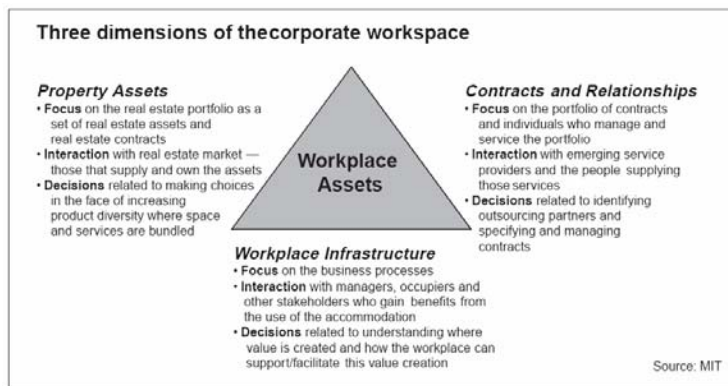 Three dimensions of thecorporate workspace
Property Assets
• Focus on the real estate portfolio as a
set of real estate assets and
real estate contracts
• Interaction with real estate market —
those that supply and own the assets
• Decisions related to making choices
in the face of increasing
product diversity where space
and services are bundled
Workplace
Assets
Contracts and Relationships
• Focus on the portfolio of contracts
and individuals who manage and
service the portfolio
• Interaction with emerging service
providers and the people supplying
those services
• Decisions related to identifying
outsourcing partners and
specifying and managing
contracts
Workplace Infrastructure
• Focus on the business processes
• Interaction with managers, occupiers and
other stakeholders who gain benefits from
the use of the accommodation
• Decisions related to understanding where
value is created and how the workplace can
support/facilitate this value creation
Source: MIT